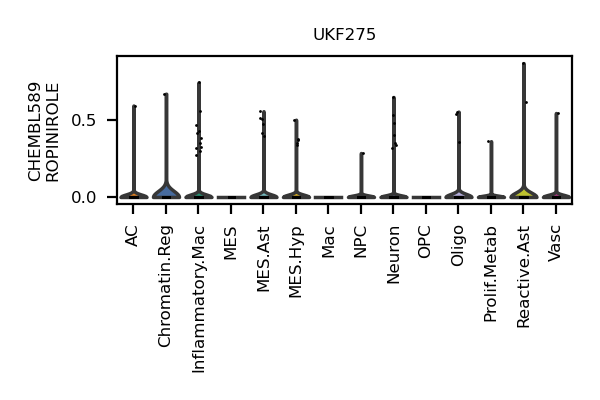 UKF275
CHEMBL589
ROPINIROLE
0.5
0.0
AC
Chromatin.Reg
Inflammatory.Mac
MES
MES.Ast
MES.Hyp
Mac
NPC
Neuron
OPC
Oligo
Prolif.Metab
Reactive.Ast
Vasc